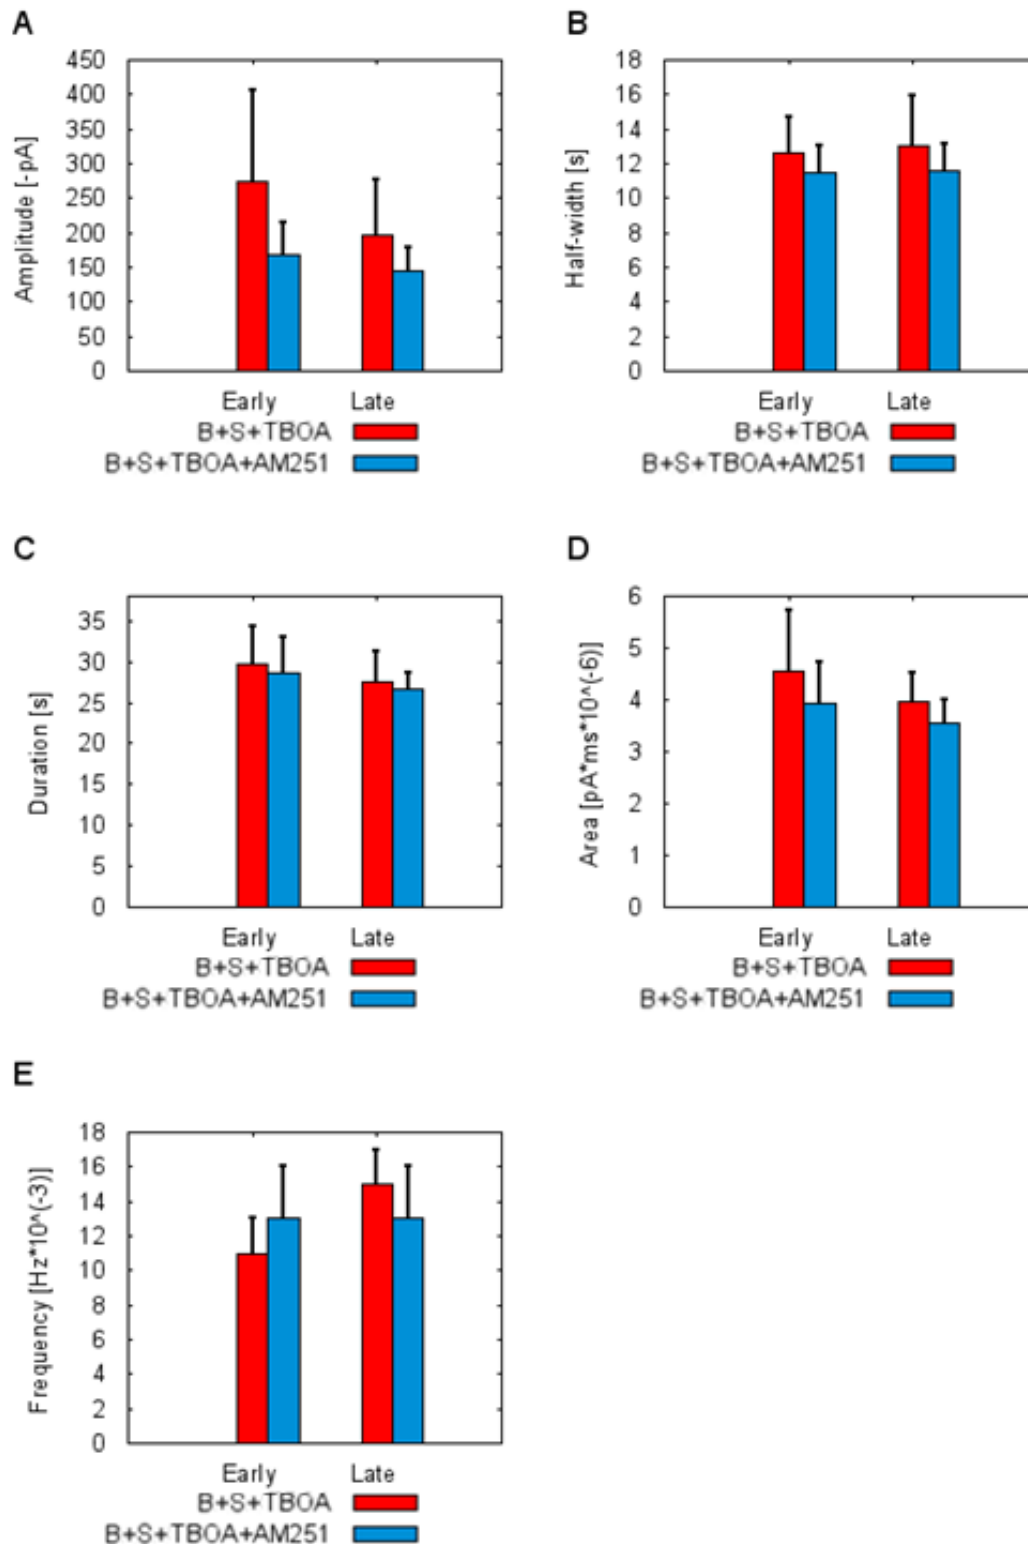 A
Amplitude [-pA]
450
400
350
300
250
200
150
100
50
0
Early Late
B+S+TBOA
B+S+TBOA+AM251
B
Half-width [s]
18
16
14
12
10
8
6
4
2
0
Early Late
B+S+TBOA
B+S+TBOA+AM251
C
Duration [s]
35
30
25
20
15
10
5
0
Early Late
B+S+TBOA
B+S+TBOA+AM251
D
Area [pA*ms*10^(-6)]
6
5
4
3
2
1
0
Early Late
B+S+TBOA
B+S+TBOA+AM251
E
Frequency [Hz*10^(-3)]
18
16
14
12
10
8
6
4
2
0
Early Late
B+S+TBOA
B+S+TBOA+AM251